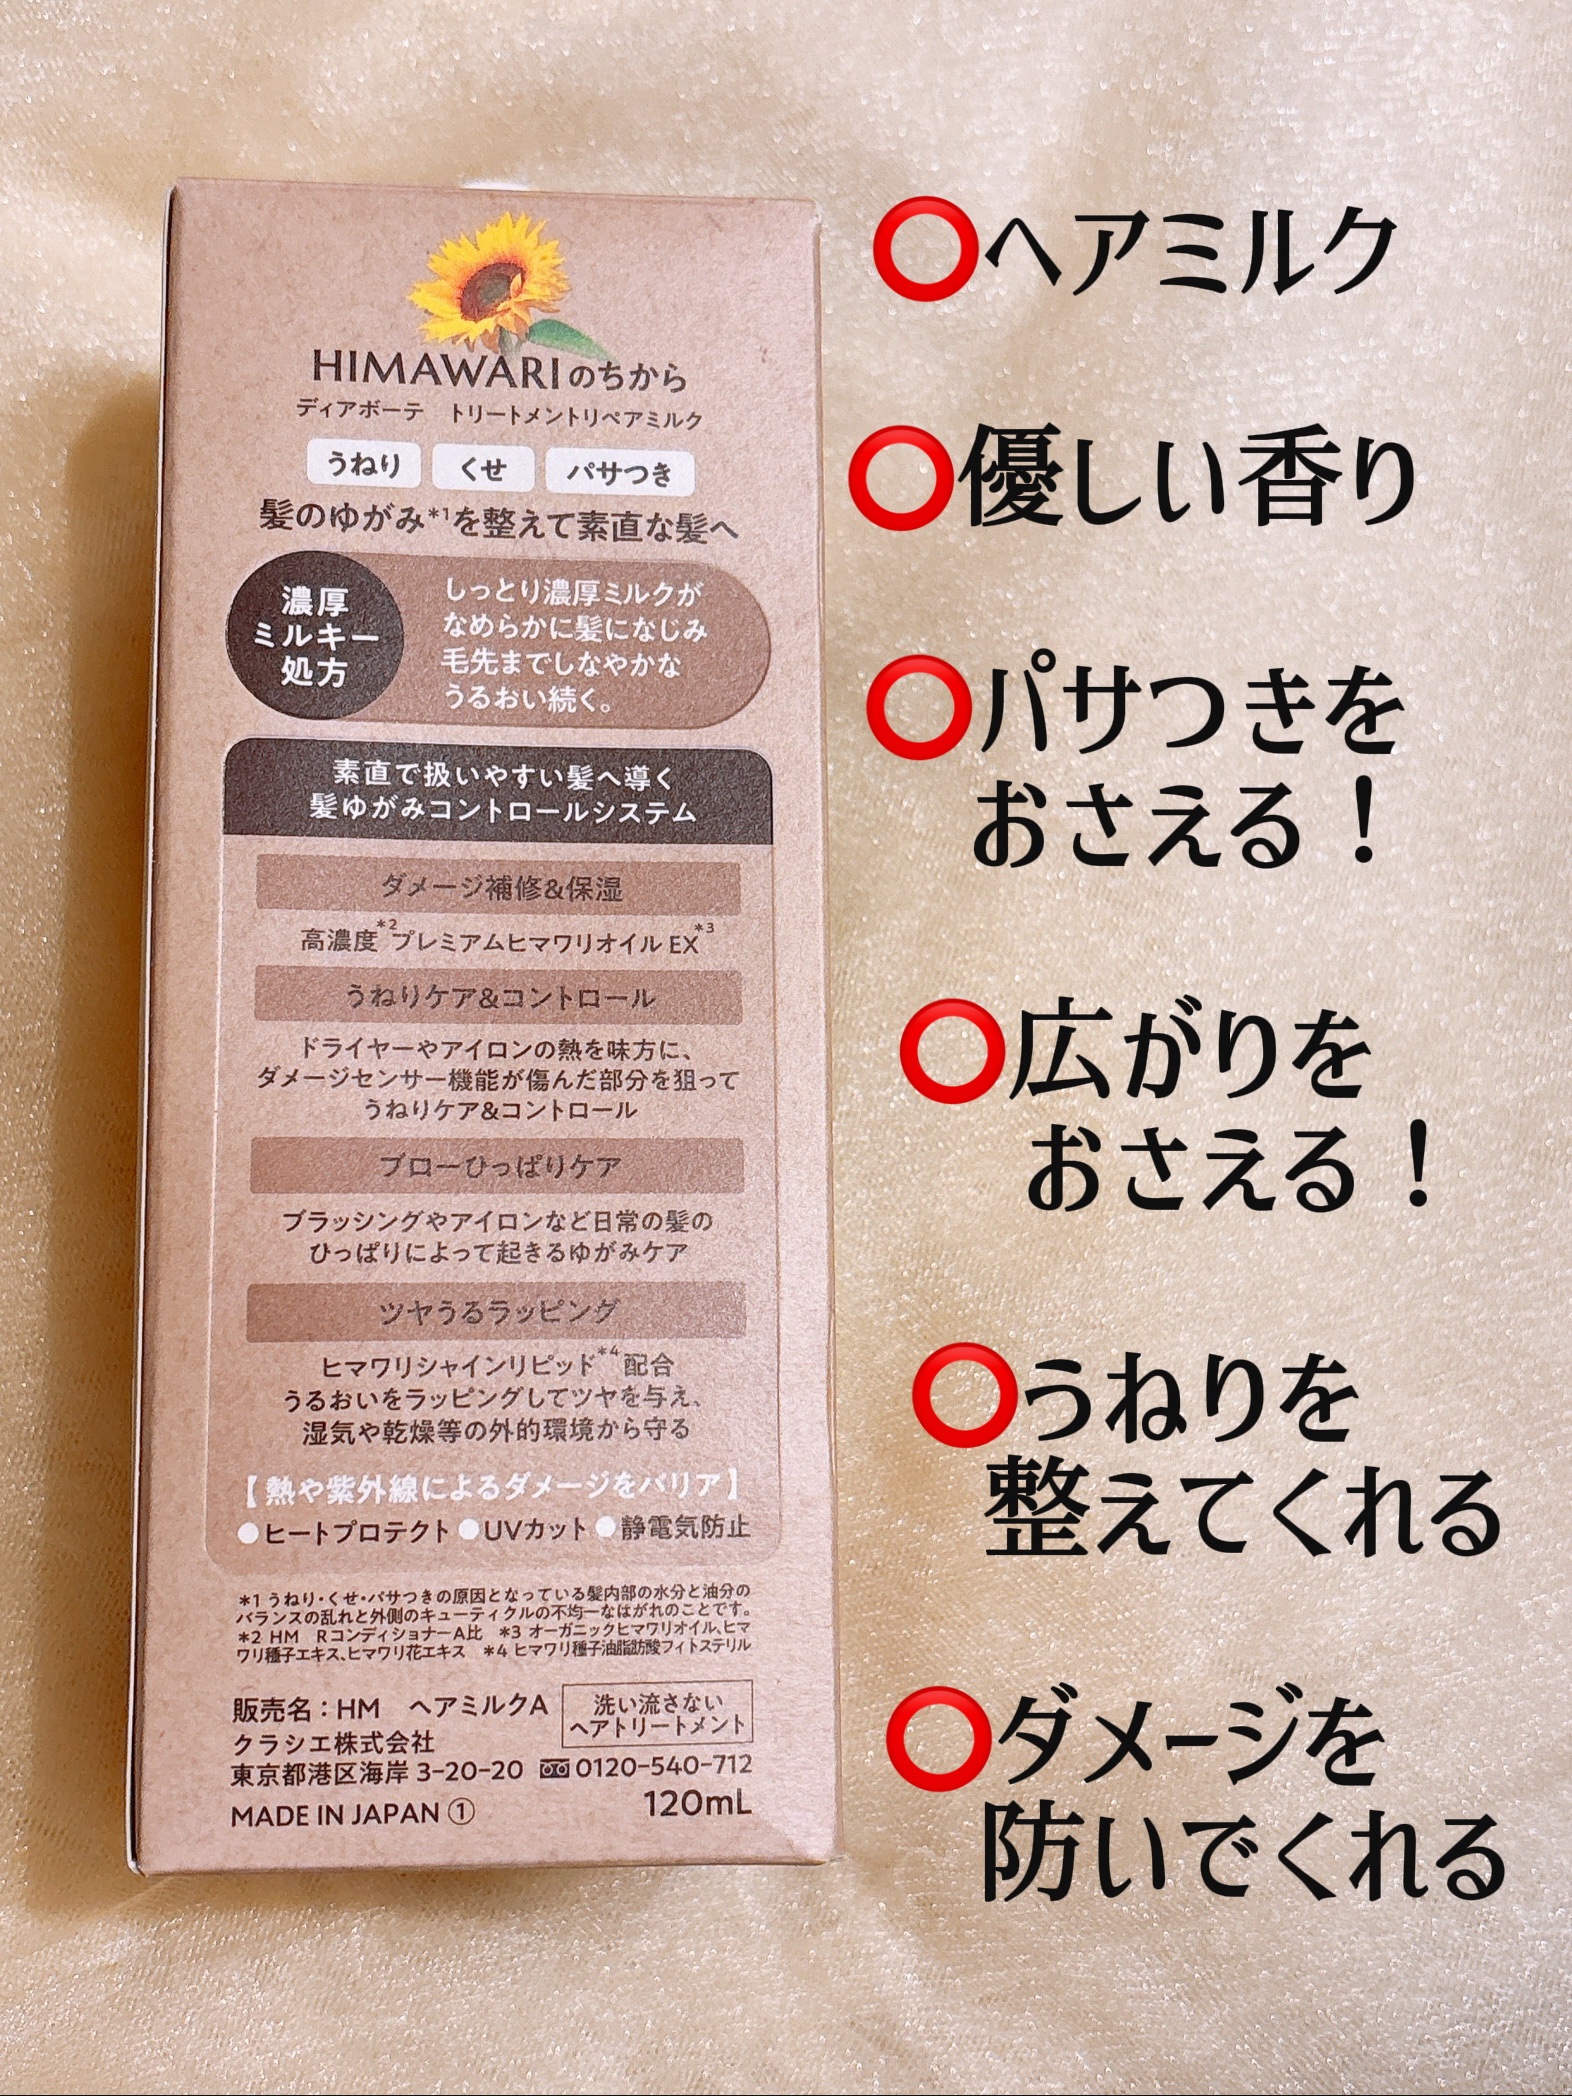 HIMAWARIのちから
ディアボーテ トリートメントリペアミルク
うねり くせ パサつき
髪のゆがみ*1を整えて素直な髪へ
濃厚
ミルキー
処方
しっとり濃厚ミルクが
なめらかに髪になじみ
毛先までしなやかな
うるおい続く。
素直で扱いやすい髪へ導く
髪ゆがみコントロールシステム
ダメージ補修&保湿
高濃度*2プレミアムヒマワリオイル EX*3
うねりケア&コントロール
ドライヤーやアイロンの熱を味方に、
ダメージセンサー機能が傷んだ部分を狙って
うねりケア&コントロール
ブローひっぱりケア
ブラッシングやアイロンなど日常の髪の
ひっぱりによって起きるゆがみケア
ツヤうるラッピング
ヒマワリシャインリピッド*4配合
うるおいをラッピングしてツヤを与え、
湿気や乾燥等の外的環境から守る
【熱や紫外線によるダメージをバリア】
●ヒートプロテクト ●UVカット ●静電気防止
*1 うねり・くせ・パサつきの原因となっている髪内部の水分と油分の
バランスの乱れと外側のキューティクルの不均一なはがれのことです。
*2 HM RコンディショナーA比 *3 オーガニックヒマワリオイル、ヒマ
ワリ種子エキス、ヒマワリ花エキス *4 ヒマワリ種子油脂肪酸フィトステリル
販売名：HM ヘアミルクA
洗い流さない
ヘアトリートメント
クラシエ株式会社
東京都港区海岸 3-20-20 0120-540-712
MADE IN JAPAN ① 120mL
⭕ヘアミルク
⭕優しい香り
⭕パサつきを
おさえる！
⭕広がりを
おさえる！
⭕うねりを
整えてくれる
⭕ダメージを
防いでくれる